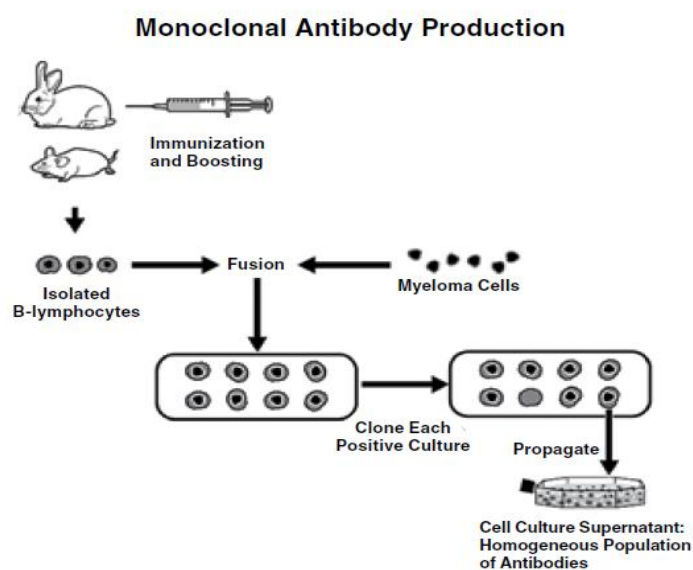 Monoclonal Antibody Production
Immunization
and Boosting
Isolated
B-lymphocytes
Fusion
Myeloma Cells
Clone Each
Positive Culture
Propagate
Cell Culture Supernatant:
Homogeneous Population
of Antibodies